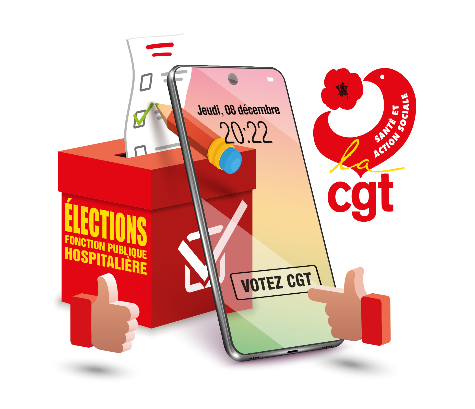 Jeudi, 08 décembre
20:22
ÉLECTIONS
FONCTION PUBLIQUE
HOSPITALIÈRE
VOTEZ CGT
SANTÉ ET
ACTION SOCIALE
la
cgt